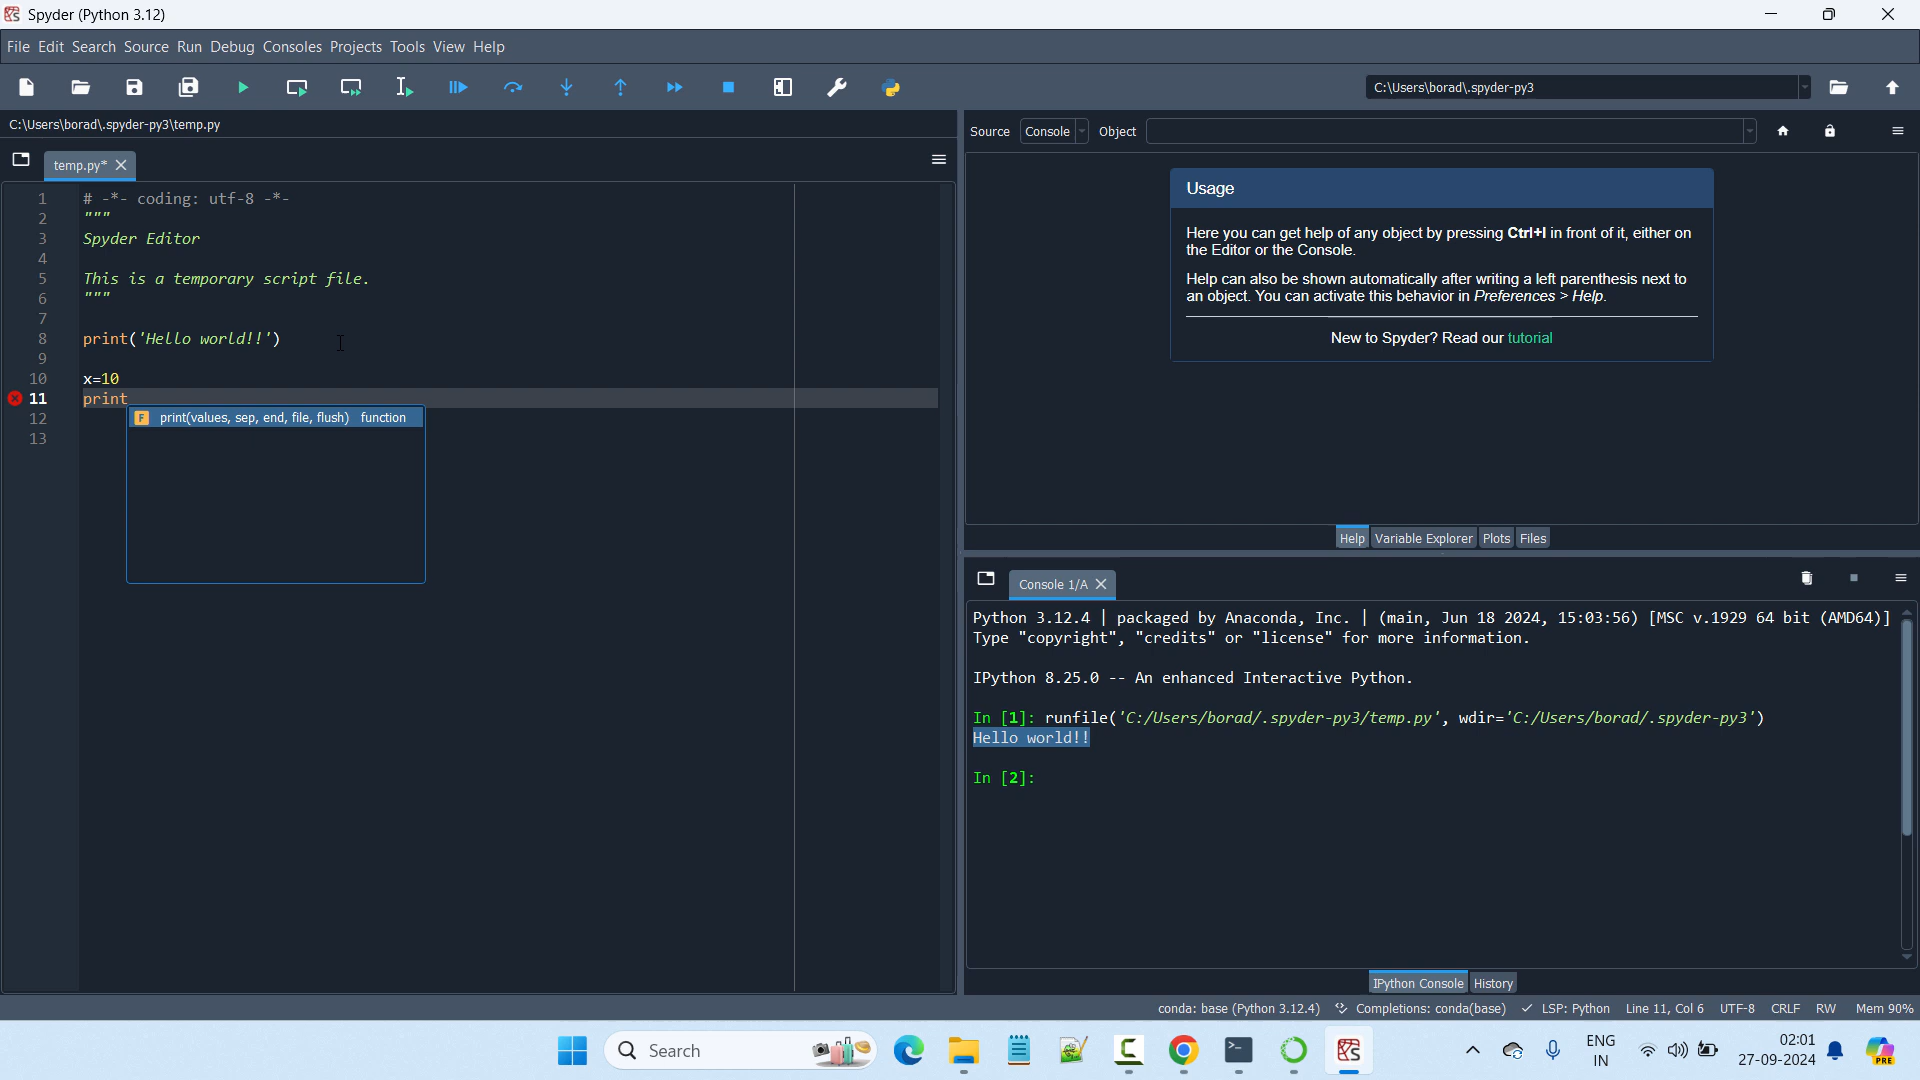 Spyder (Python 3.12)
File Edit Search Source Run Debug Consoles Projects Tools View Help
C:\Users\borad\.spyder-py3
C:\Users\borad\.spyder-py3\temp.py
temp.py*
1 # -*- coding: utf-8 -*-
2 """
3 Spyder Editor
4
5 This is a temporary script file.
6 """
7
8 print('Hello world!!')
9
10 x=10
11 print
12
13
print(values, sep, end, file, flush) function
Source Console Object
Usage
Here you can get help of any object by pressing Ctrl+I in front of it, either on
the Editor or the Console.
Help can also be shown automatically after writing a left parenthesis next to
an object. You can activate this behavior in Preferences > Help.
New to Spyder? Read our tutorial
Help Variable Explorer Plots Files
Console 1/A
Python 3.12.4 | packaged by Anaconda, Inc. | (main, Jun 18 2024, 15:03:56) [MSC v.1929 64 bit (AMD64)]
Type "copyright", "credits" or "license" for more information.
IPython 8.25.0 -- An enhanced Interactive Python.
In [1]: runfile('C:/Users/borad/.spyder-py3/temp.py', wdir='C:/Users/borad/.spyder-py3')
Hello world!!
In [2]:
IPython Console History
conda: base (Python 3.12.4) Completions: conda(base) LSP: Python Line 11, Col 6 UTF-8 CRLF RW Mem 90%
Search
ENG
IN
02:01
27-09-2024
PRE